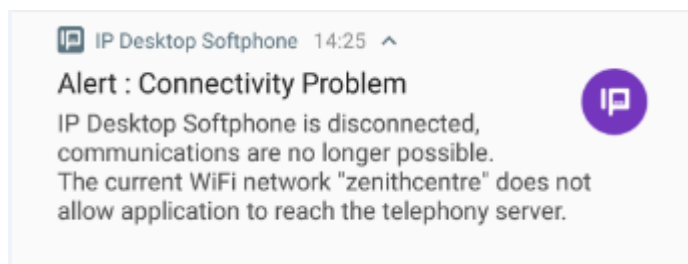 IP Desktop Softphone 14:25
Alert : Connectivity Problem
IP Desktop Softphone is disconnected,
communications are no longer possible.
The current WiFi network "zenithcentre" does not
allow application to reach the telephony server.